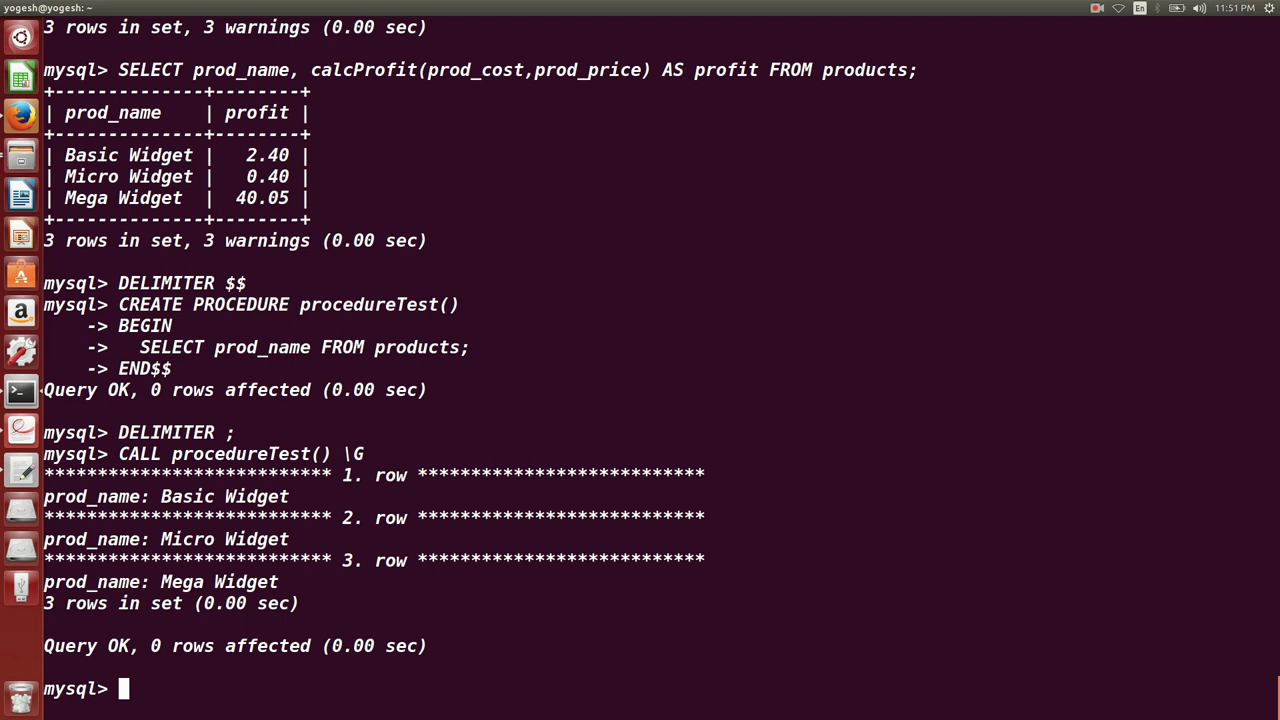 yogesh@yogesh: ~
En
11:51 PM
3 rows in set, 3 warnings (0.00 sec)
mysql> SELECT prod_name, calcProfit(prod_cost,prod_price) AS profit FROM products;
+--------------+--------+
| prod_name    | profit |
+--------------+--------+
| Basic Widget |   2.40 |
| Micro Widget |   0.40 |
| Mega Widget  |  40.05 |
+--------------+--------+
3 rows in set, 3 warnings (0.00 sec)
mysql> DELIMITER $$
mysql> CREATE PROCEDURE procedureTest()
    -> BEGIN
    ->   SELECT prod_name FROM products;
    -> END$$
Query OK, 0 rows affected (0.00 sec)
mysql> DELIMITER ;
mysql> CALL procedureTest() \G
*************************** 1. row ***************************
prod_name: Basic Widget
*************************** 2. row ***************************
prod_name: Micro Widget
*************************** 3. row ***************************
prod_name: Mega Widget
3 rows in set (0.00 sec)
Query OK, 0 rows affected (0.00 sec)
mysql>